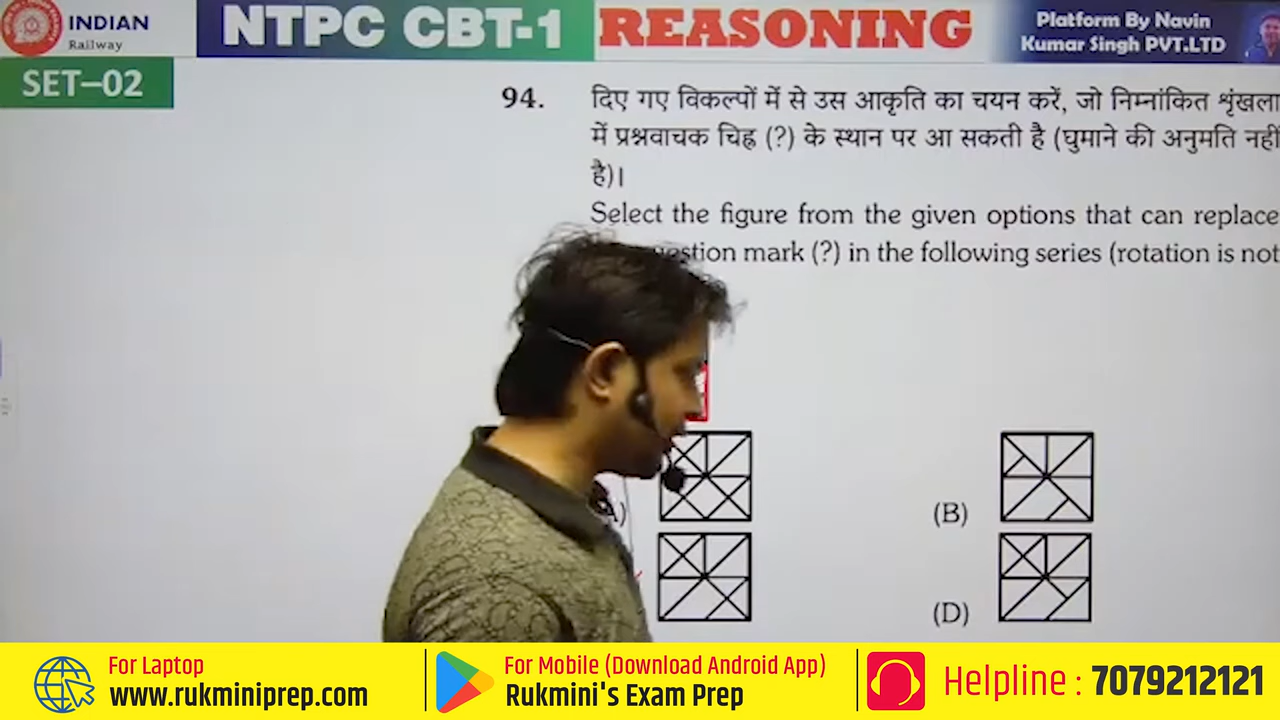 INDIAN
Railway
NTPC CBT-1
REASONING
Platform By Navin
Kumar Singh PVT.LTD
SET–02
94. दिए गए विकल्पों में से उस आकृति का चयन करें, जो निम्नांकित शृंखला
में प्रश्नवाचक चिह्न (?) के स्थान पर आ सकती है (घुमाने की अनुमति नहीं
है)।
Select the figure from the given options that can replace
question mark (?) in the following series (rotation is not
(B)
(D)
For Laptop
www.rukminiprep.com
For Mobile (Download Android App)
Rukmini's Exam Prep
Helpline : 7079212121